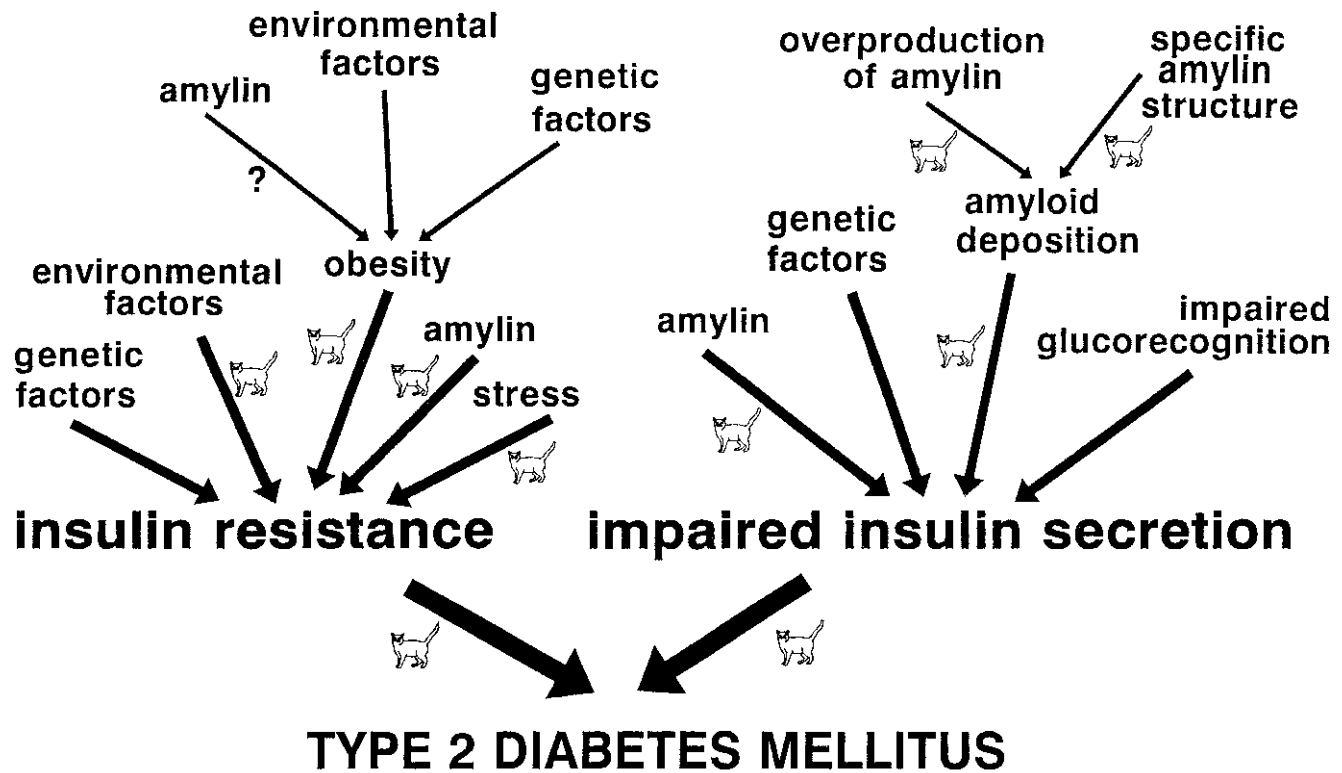 environmental
factors
amylin
genetic
factors
?
obesity
environmental
factors
genetic
factors
amylin
stress
insulin resistance
overproduction
of amylin
specific
amylin
structure
amyloid
deposition
genetic
factors
amylin
impaired
glucorecognition
impaired insulin secretion
TYPE 2 DIABETES MELLITUS